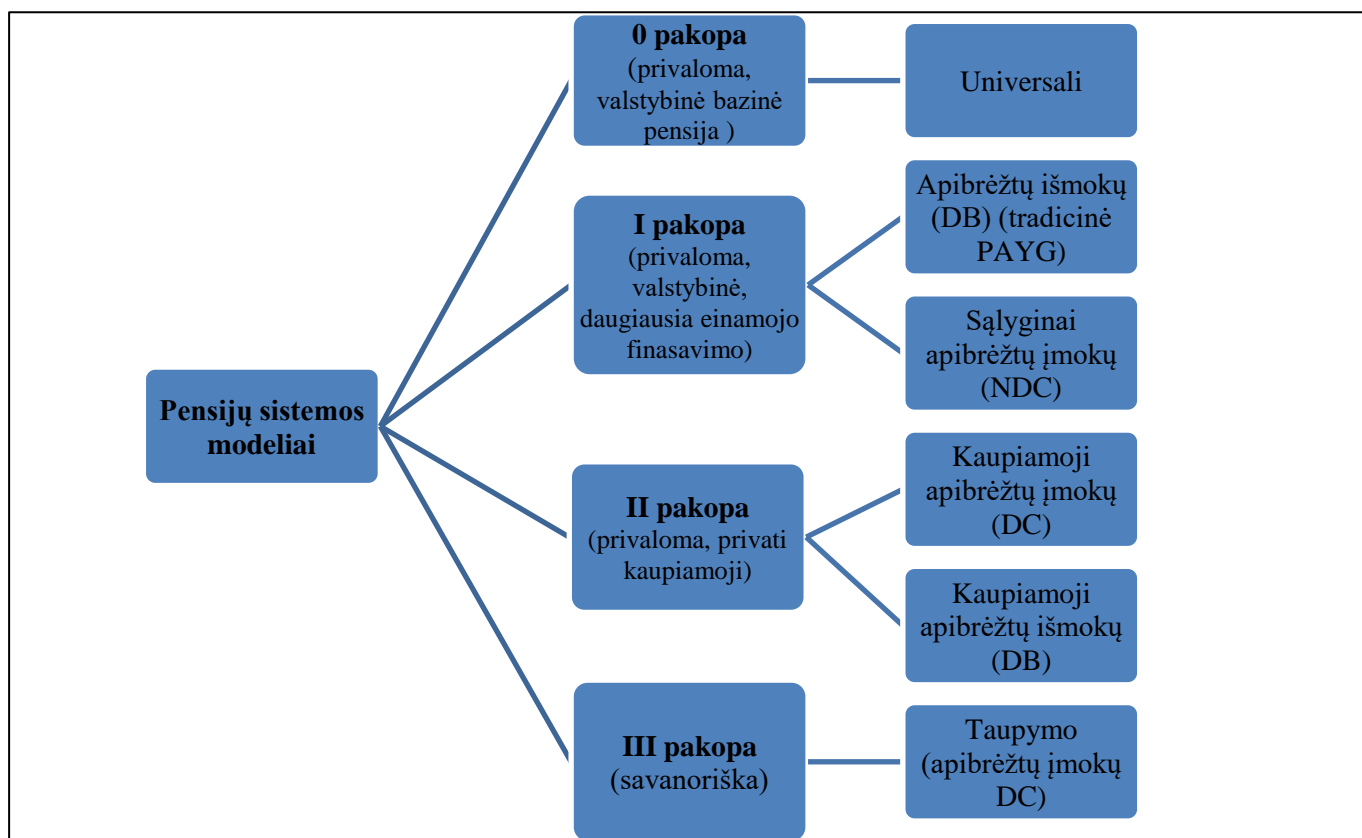 Pensijų sistemos
modeliai
0 pakopa
(privaloma,
valstybinė bazinė
pensija )
Universali
I pakopa
(privaloma,
valstybinė,
daugiausia einamojo
finasavimo)
Apibrėžtų išmokų
(DB) (tradicinė
PAYG)
Sąlyginai
apibrėžtų įmokų
(NDC)
II pakopa
(privaloma, privati
kaupiamoji)
Kaupiamoji
apibrėžtų įmokų
(DC)
Kaupiamoji
apibrėžtų išmokų
(DB)
III pakopa
(savanoriška)
Taupymo
(apibrėžtų įmokų
DC)